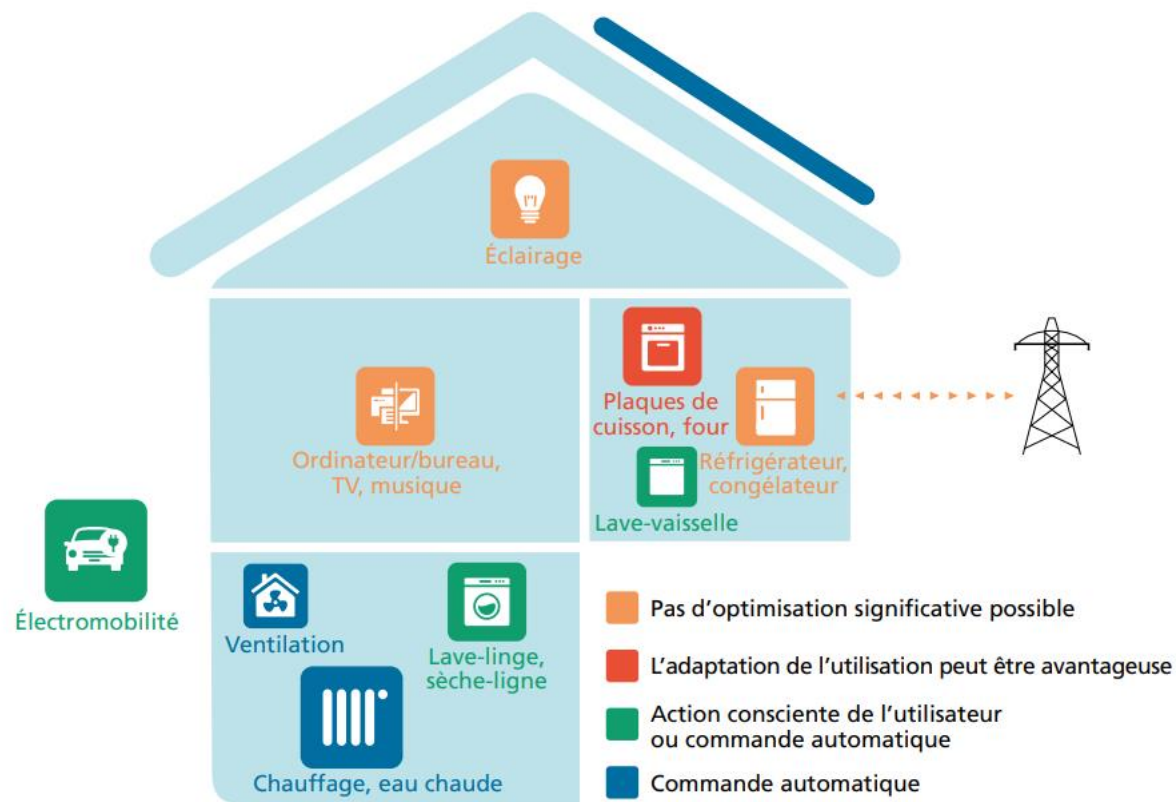 Éclairage
Ordinateur/bureau,
TV, musique
Plaques de
cuisson, four
Réfrigérateur,
congélateur
Lave-vaisselle
Électromobilité
Ventilation
Lave-linge,
sèche-ligne
Chauffage, eau chaude
Pas d’optimisation significative possible
L’adaptation de l’utilisation peut être avantageuse
Action consciente de l’utilisateur
ou commande automatique
Commande automatique